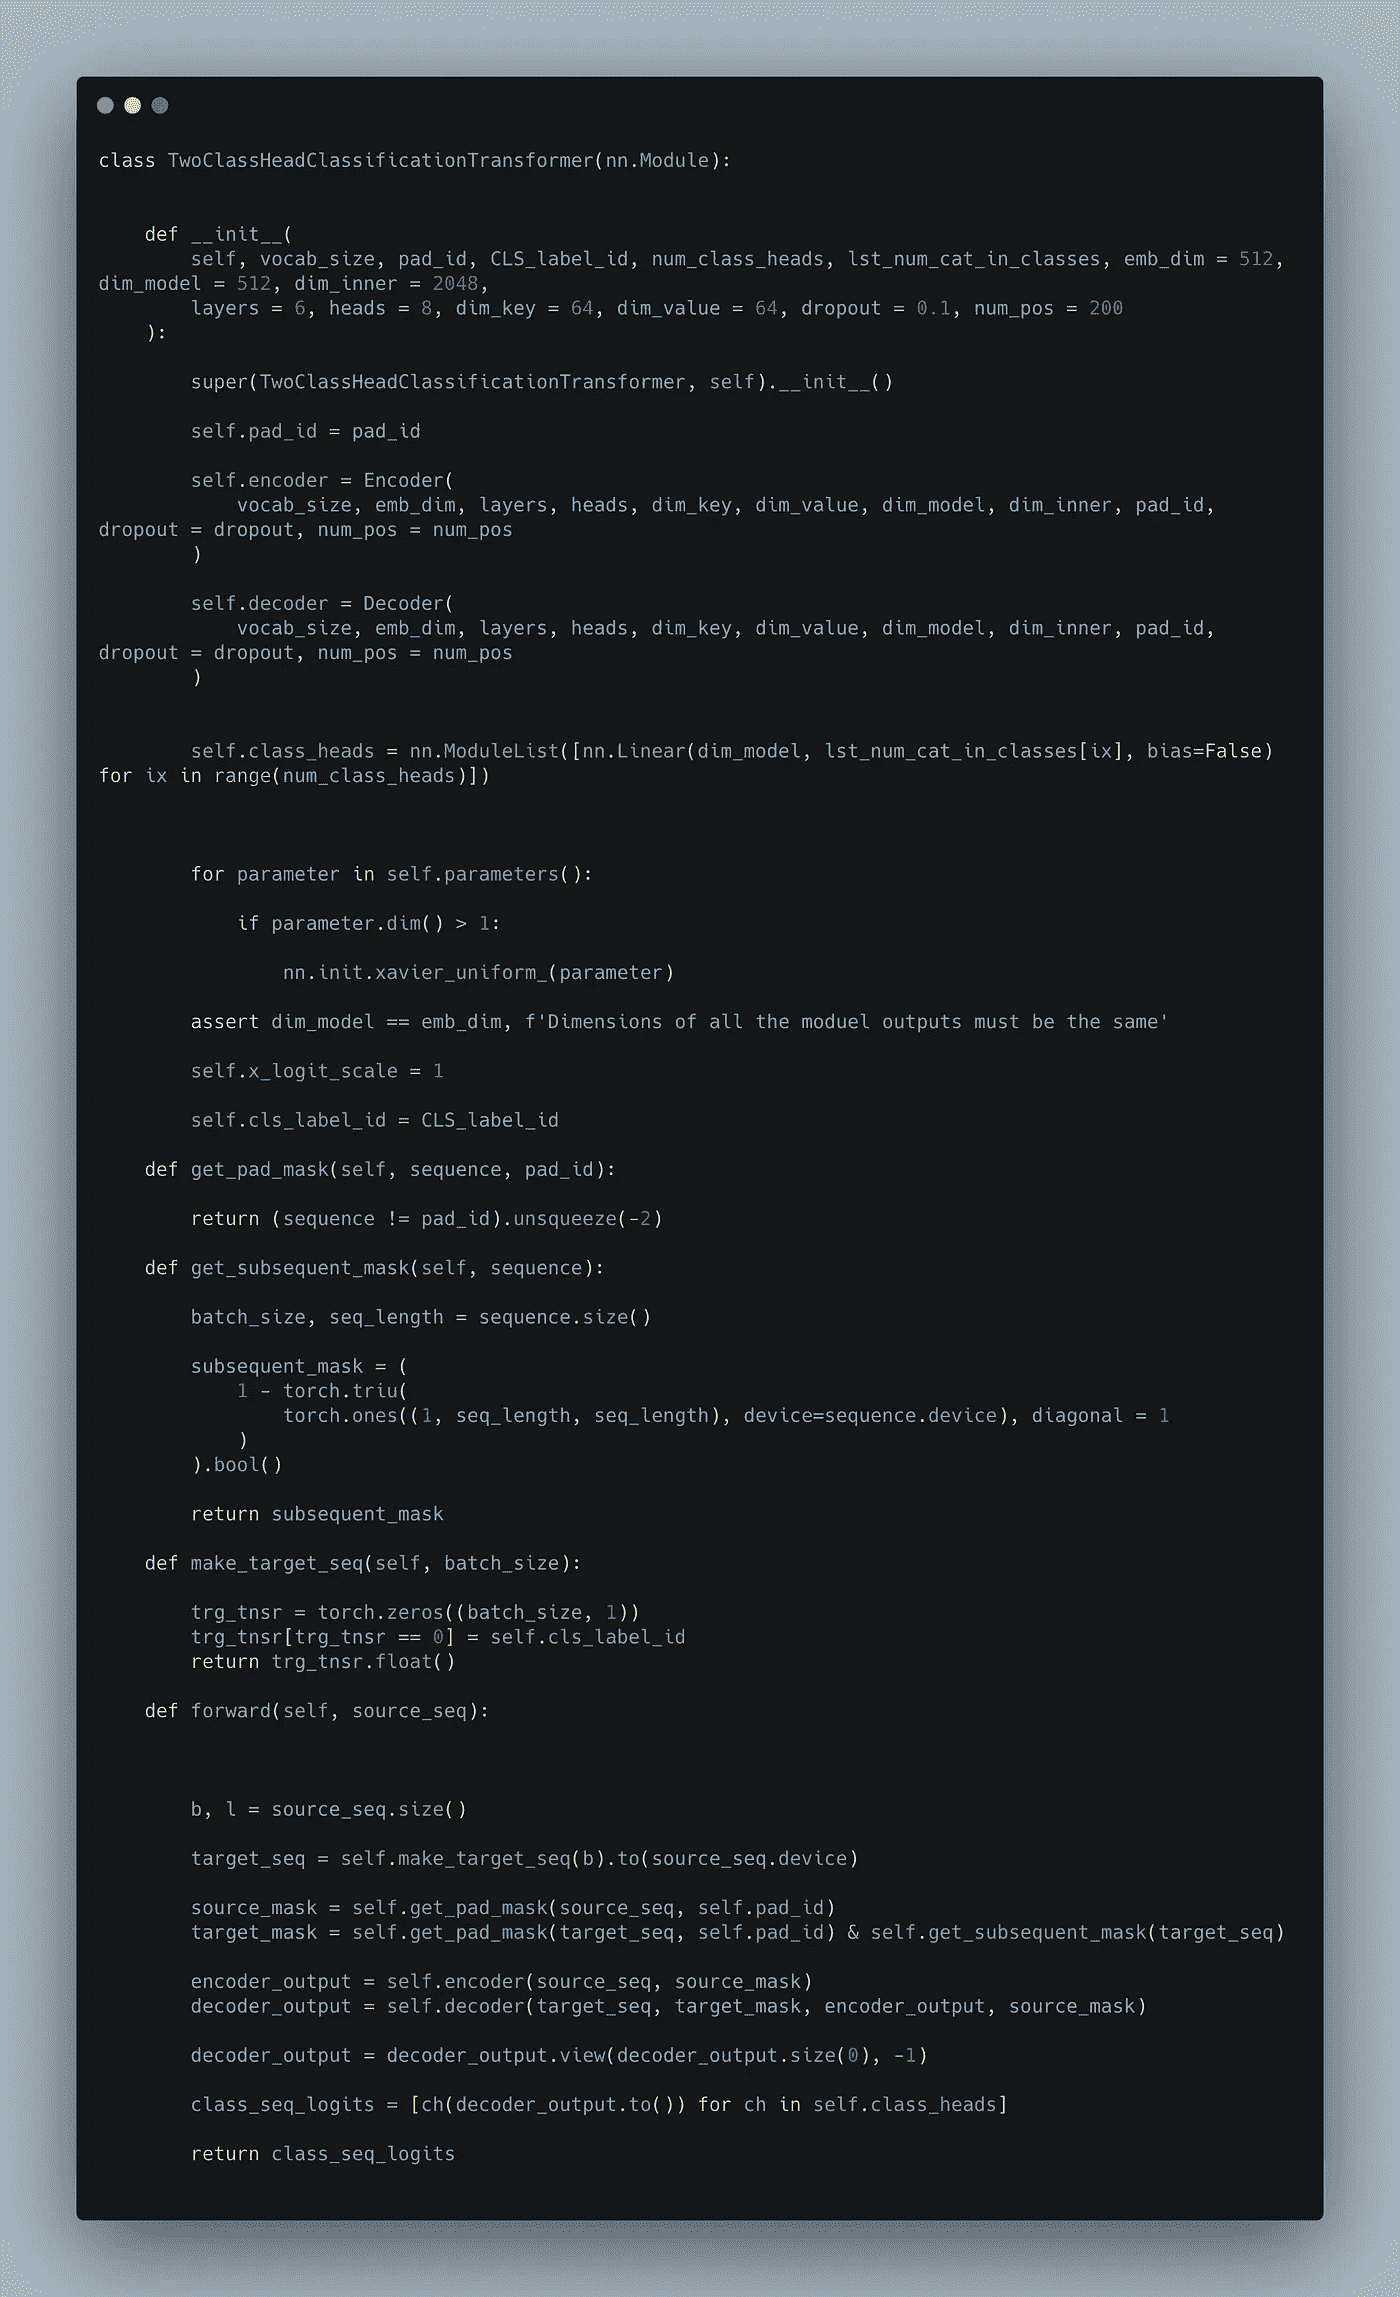 class TwoClassHeadClassificationTransformer(nn.Module):
def __init__(
self, vocab_size, pad_id, CLS_label_id, num_class_heads, lst_num_cat_in_classes, emb_dim = 512,
dim_model = 512, dim_inner = 2048,
layers = 6, heads = 8, dim_key = 64, dim_value = 64, dropout = 0.1, num_pos = 200
):
super(TwoClassHeadClassificationTransformer, self).__init__()
self.pad_id = pad_id
self.encoder = Encoder(
vocab_size, emb_dim, layers, heads, dim_key, dim_value, dim_model, dim_inner, pad_id,
dropout = dropout, num_pos = num_pos
)
self.decoder = Decoder(
vocab_size, emb_dim, layers, heads, dim_key, dim_value, dim_model, dim_inner, pad_id,
dropout = dropout, num_pos = num_pos
)
self.class_heads = nn.ModuleList([nn.Linear(dim_model, lst_num_cat_in_classes[ix], bias=False)
for ix in range(num_class_heads)])
for parameter in self.parameters():
if parameter.dim() > 1:
nn.init.xavier_uniform_(parameter)
assert dim_model == emb_dim, f'Dimensions of all the moduel outputs must be the same'
self.x_logit_scale = 1
self.cls_label_id = CLS_label_id
def get_pad_mask(self, sequence, pad_id):
return (sequence != pad_id).unsqueeze(-2)
def get_subsequent_mask(self, sequence):
batch_size, seq_length = sequence.size()
subsequent_mask = (
1 - torch.triu(
torch.ones((1, seq_length, seq_length), device=sequence.device), diagonal = 1
)
).bool()
return subsequent_mask
def make_target_seq(self, batch_size):
trg_tnsr = torch.zeros((batch_size, 1))
trg_tnsr[trg_tnsr == 0] = self.cls_label_id
return trg_tnsr.float()
def forward(self, source_seq):
b, l = source_seq.size()
target_seq = self.make_target_seq(b).to(source_seq.device)
source_mask = self.get_pad_mask(source_seq, self.pad_id)
target_mask = self.get_pad_mask(target_seq, self.pad_id) & self.get_subsequent_mask(target_seq)
encoder_output = self.encoder(source_seq, source_mask)
decoder_output = self.decoder(target_seq, target_mask, encoder_output, source_mask)
decoder_output = decoder_output.view(decoder_output.size(0), -1)
class_seq_logits = [ch(decoder_output.to()) for ch in self.class_heads]
return class_seq_logits